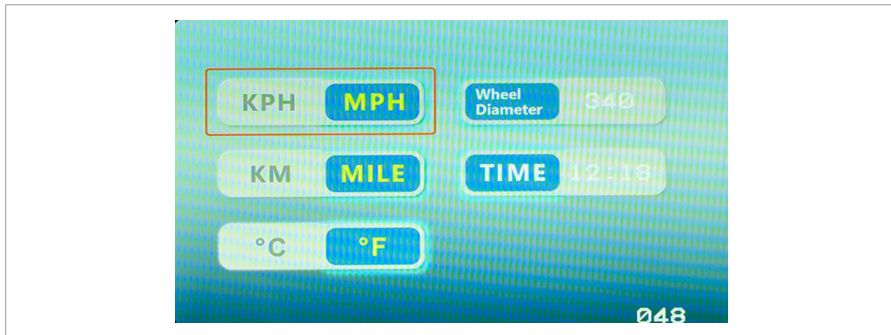 KPH MPH
Wheel
Diameter
340
KM MILE
TIME 12:18
°C °F
048